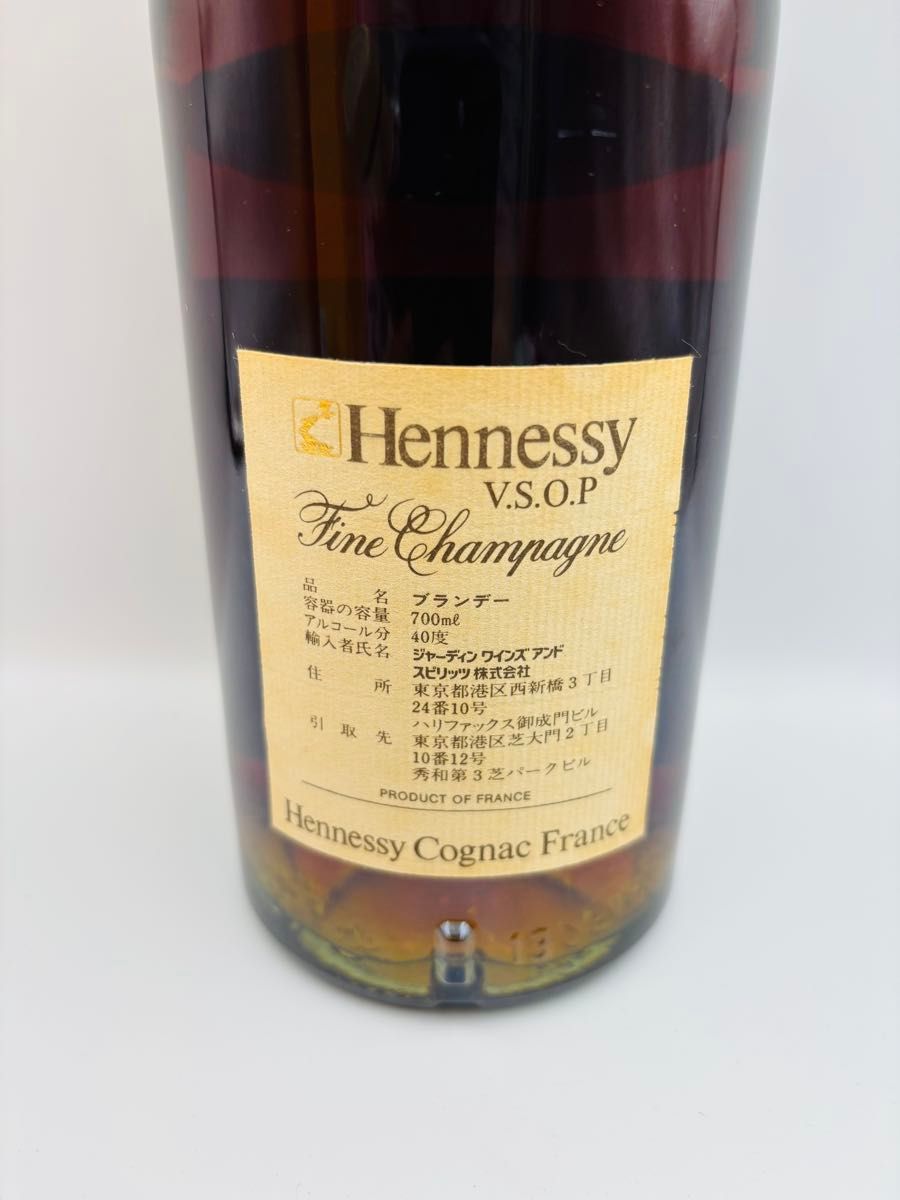 Hennessy
V.S.O.P
Fine Champagne
品名 ブランデー
容器の容量 700mℓ
アルコール分 40度
輸入者氏名 ジャーディン ワインズ アンド
スピリッツ 株式会社
住所 東京都港区西新橋3丁目
24番10号
ハリファックス御成門ビル
引取先 東京都港区芝大門2丁目
10番12号
秀和第3芝パークビル
PRODUCT OF FRANCE
Hennessy Cognac France
13